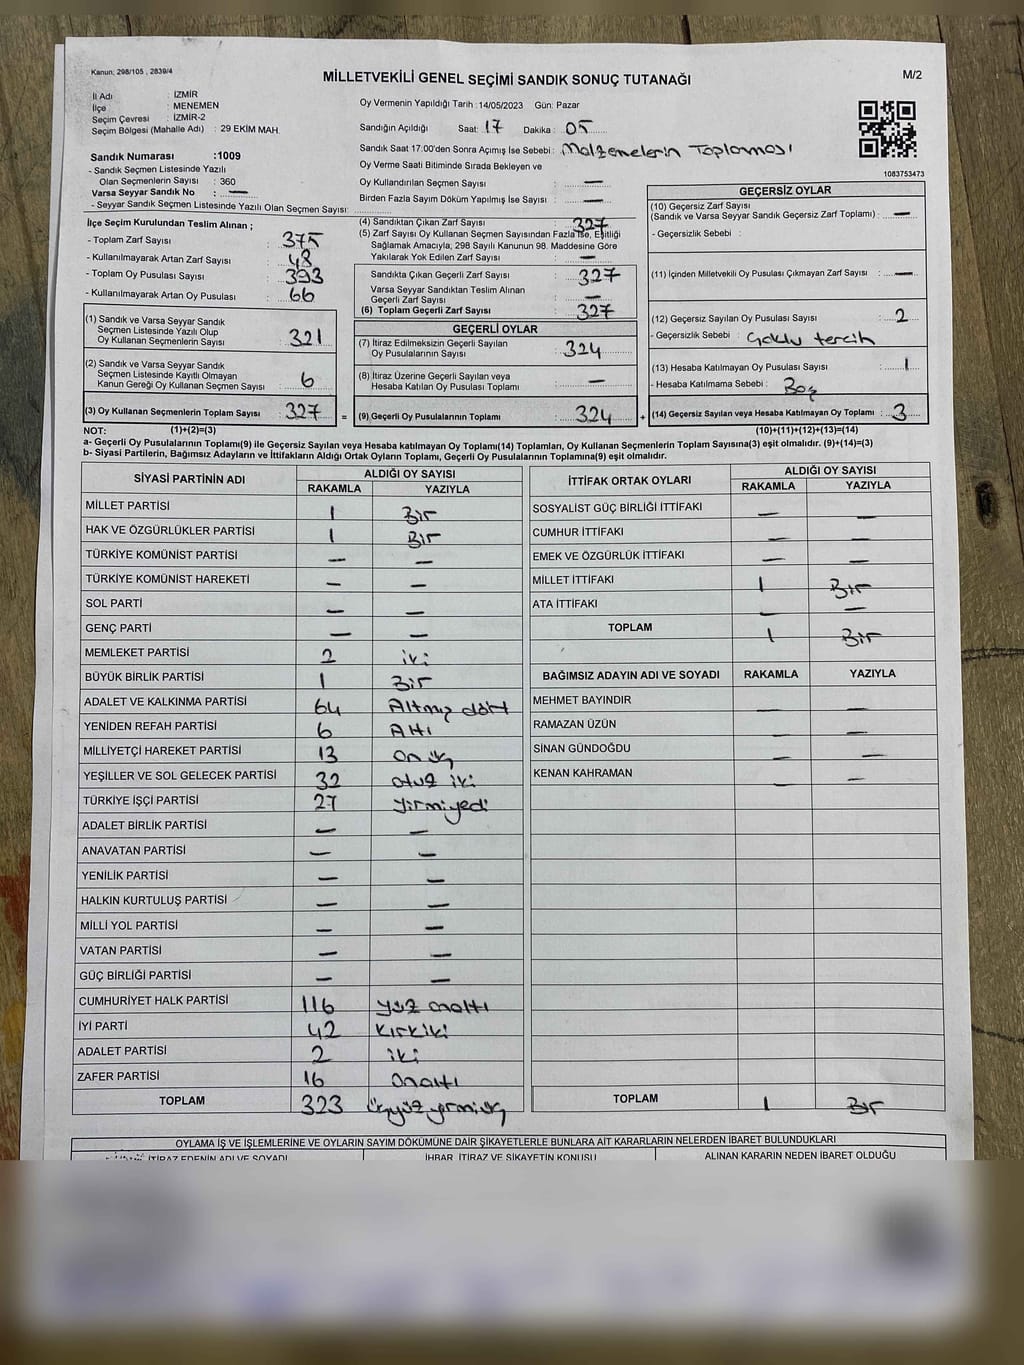 Kanun; 298/105 , 2839/4
MİLLETVEKİLİ GENEL SEÇİMİ SANDIK SONUÇ TUTANAĞI
M/2
İl Adı : İZMİR
İlçe : MENEMEN
Seçim Çevresi : İZMİR-2
Seçim Bölgesi (Mahalle Adı) : 29 EKİM MAH.
Oy Vermenin Yapıldığı Tarih : 14/05/2023 Gün: Pazar
Sandığın Açıldığı Saat: 17 Dakika : 05
Sandık Saat 17.00'den Sonra Açımış İse Sebebi : Malzemelerin Toplanması
Oy Verme Saati Bitiminde Sırada Bekleyen ve
Oy Kullandırılan Seçmen Sayısı : —
Birden Fazla Sayım Döküm Yapılmış İse Sayısı : —
1083753473
Sandık Numarası :1009
- Sandık Seçmen Listesinde Yazılı
Olan Seçmenlerin Sayısı : 360
Varsa Seyyar Sandık No : —
- Seyyar Sandık Seçmen Listesinde Yazılı Olan Seçmen Sayısı:
İlçe Seçim Kurulundan Teslim Alınan ;
- Toplam Zarf Sayısı : 375
- Kullanılmayarak Artan Zarf Sayısı : 48
- Toplam Oy Pusulası Sayısı : 393
- Kullanılmayarak Artan Oy Pusulası : 66
(1) Sandık ve Varsa Seyyar Sandık
Seçmen Listesinde Yazılı Olup
Oy Kullanan Seçmenlerin Sayısı : 321
(2) Sandık ve Varsa Seyyar Sandık
Seçmen Listesinde Kayıtlı Olmayan
Kanun Gereği Oy Kullanan Seçmen Sayısı : 6
(3) Oy Kullanan Seçmenlerin Toplam Sayısı : 327 =
(4) Sandıktan Çıkan Zarf Sayısı : 327
(5) Zarf Sayısı Oy Kullanan Seçmen Sayısından Fazla ise, Eşitliği
Sağlamak Amacıyla; 298 Sayılı Kanunun 98. Maddesine Göre
Yakılarak Yok Edilen Zarf Sayısı : —
Sandıkta Çıkan Geçerli Zarf Sayısı : 327
Varsa Seyyar Sandıktan Teslim Alınan
Geçerli Zarf Sayısı : —
(6) Toplam Geçerli Zarf Sayısı : 327
GEÇERLİ OYLAR
(7) İtiraz Edilmeksizin Geçerli Sayılan
Oy Pusulalarının Sayısı : 324
(8) İtiraz Üzerine Geçerli Sayılan veya
Hesaba Katılan Oy Pusulası Toplamı : —
(9) Geçerli Oy Pusulalarının Toplamı : 324 +
GEÇERSİZ OYLAR
(10) Geçersiz Zarf Sayısı
(Sandık ve Varsa Seyyar Sandık Geçersiz Zarf Toplamı) : —
- Geçersizlik Sebebi :
(11) İçinden Milletvekili Oy Pusulası Çıkmayan Zarf Sayısı : —
(12) Geçersiz Sayılan Oy Pusulası Sayısı : 2
- Geçersizlik Sebebi : Çoklu tercih
(13) Hesaba Katılmayan Oy Pusulası Sayısı : 1
- Hesaba Katılmama Sebebi : Boş
(14) Geçersiz Sayılan veya Hesaba Katılmayan Oy Toplamı : 3
NOT: (1)+(2)=(3) (10)+(11)+(12)+(13)=(14)
a- Geçerli Oy Pusulalarının Toplamı(9) ile Geçersiz Sayılan veya Hesaba katılmayan Oy Toplamı(14) Toplamları, Oy Kullanan Seçmenlerin Toplam Sayısına(3) eşit olmalıdır. (9)+(14)=(3)
b- Siyasi Partilerin, Bağımsız Adayların ve İttifakların Aldığı Ortak Oyların Toplamı, Geçerli Oy Pusulalarının Toplamına(9) eşit olmalıdır.
SİYASİ PARTİNİN ADI ALDIĞI OY SAYISI
RAKAMLA YAZIYLA
MİLLET PARTİSİ 1 Bir
HAK VE ÖZGÜRLÜKLER PARTİSİ 1 Bir
TÜRKİYE KOMÜNİST PARTİSİ — —
TÜRKİYE KOMÜNİST HAREKETİ — —
SOL PARTİ — —
GENÇ PARTİ — —
MEMLEKET PARTİSİ 2 iki
BÜYÜK BİRLİK PARTİSİ 1 Bir
ADALET VE KALKINMA PARTİSİ 64 Altmış dört
YENİDEN REFAH PARTİSİ 6 Altı
MİLLİYETÇİ HAREKET PARTİSİ 13 on üç
YEŞİLLER VE SOL GELECEK PARTİSİ 32 otuz iki
TÜRKİYE İŞÇİ PARTİSİ 27 Yirmiyedi
ADALET BİRLİK PARTİSİ — —
ANAVATAN PARTİSİ — —
YENİLİK PARTİSİ — —
HALKIN KURTULUŞ PARTİSİ — —
MİLLİ YOL PARTİSİ — —
VATAN PARTİSİ — —
GÜÇ BİRLİĞİ PARTİSİ — —
CUMHURİYET HALK PARTİSİ 116 yüz onaltı
İYİ PARTİ 42 kırkiki
ADALET PARTİSİ 2 iki
ZAFER PARTİSİ 16 Onaltı
TOPLAM 323 üçyüzyirmiüç
İTTİFAK ORTAK OYLARI ALDIĞI OY SAYISI
RAKAMLA YAZIYLA
SOSYALİST GÜÇ BİRLİĞİ İTTİFAKI — —
CUMHUR İTTİFAKI — —
EMEK VE ÖZGÜRLÜK İTTİFAKI — —
MİLLET İTTİFAKI 1 Bir
ATA İTTİFAKI — —
TOPLAM 1 Bir
BAĞIMSIZ ADAYIN ADI VE SOYADI RAKAMLA YAZIYLA
MEHMET BAYINDIR — —
RAMAZAN ÜZÜN — —
SİNAN GÜNDOĞDU — —
KENAN KAHRAMAN — —
TOPLAM 1 Bir
OYLAMA İŞ VE İŞLEMLERİNE VE OYLARIN SAYIM DÖKÜMÜNE DAİR ŞİKAYETLERLE BUNLARA AİT KARARLARIN NELERDEN İBARET BULUNDUKLARI
İTİRAZ EDENİN ADI VE SOYADI İHBAR, İTİRAZ VE ŞİKAYETİN KONUSU ALINAN KARARIN NEDEN İBARET OLDUĞU